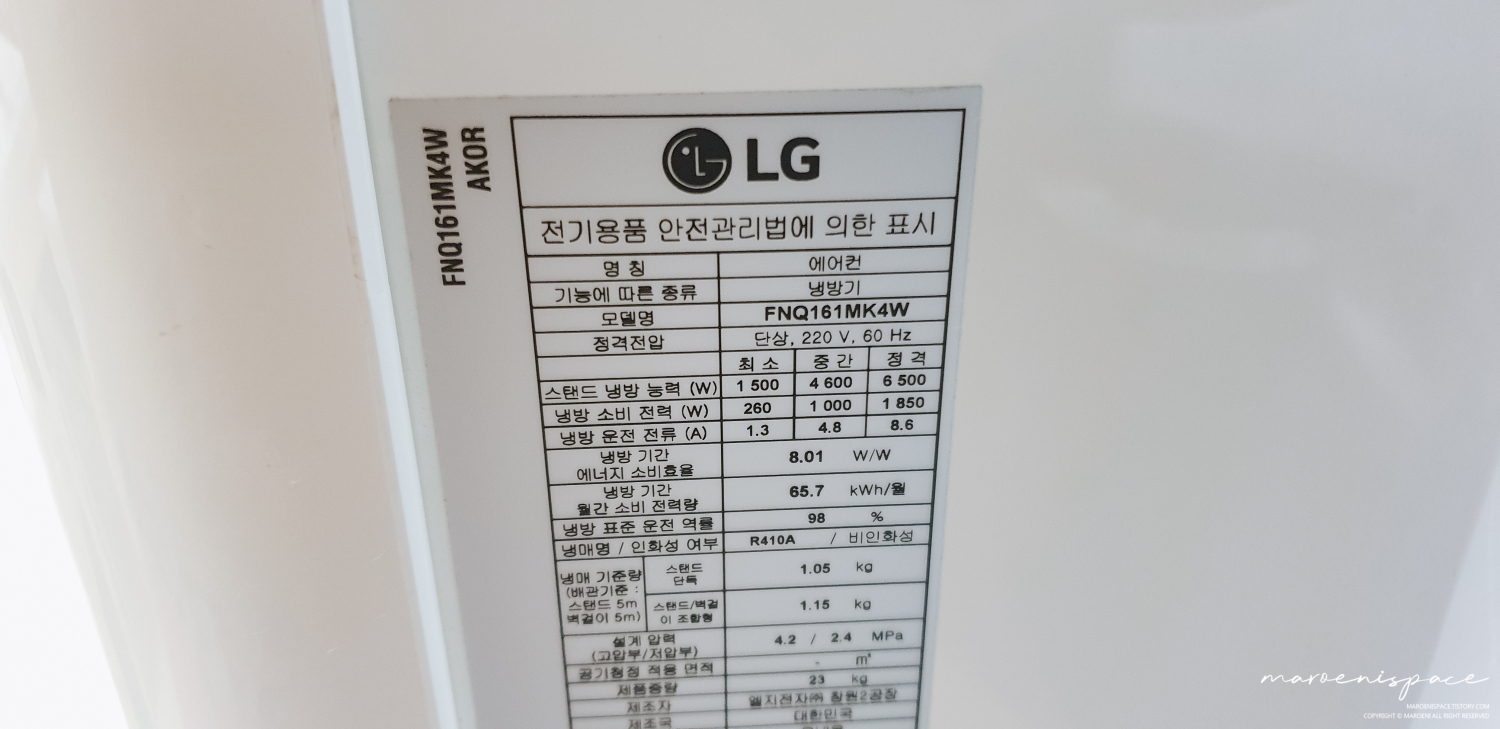 FNQ161MK4W
AKOR
LG
전기용품 안전관리법에 의한 표시
명 칭 에어컨
기능에 따른 종류 냉방기
모델명 FNQ161MK4W
정격전압 단상, 220 V, 60 Hz
최 소 중 간 정 격
스탠드 냉방 능력 (W) 1 500 4 600 6 500
냉방 소비 전력 (W) 260 1 000 1 850
냉방 운전 전류 (A) 1.3 4.8 8.6
냉방 기간
에너지 소비효율 8.01 W/W
냉방 기간
월간 소비 전력량 65.7 kWh/월
냉방 표준 운전 역률 98 %
냉매명 / 인화성 여부 R410A / 비인화성
냉매 기준량
(배관기준 :
스탠드 5m
벽걸이 5m)
스탠드
단독 1.05 kg
스탠드/벽걸
이 조합형 1.15 kg
설계 압력
(고압부/저압부) 4.2 / 2.4 MPa
공기청정 적용 면적 - m²
제품중량 23 kg
제조자 엘지전자㈜ 창원2공장
제조국 대한민국
maroenispace
MAROENISPACE.TISTORY.COM
COPYRIGHT © MAROENI ALL RIGHT RESERVED